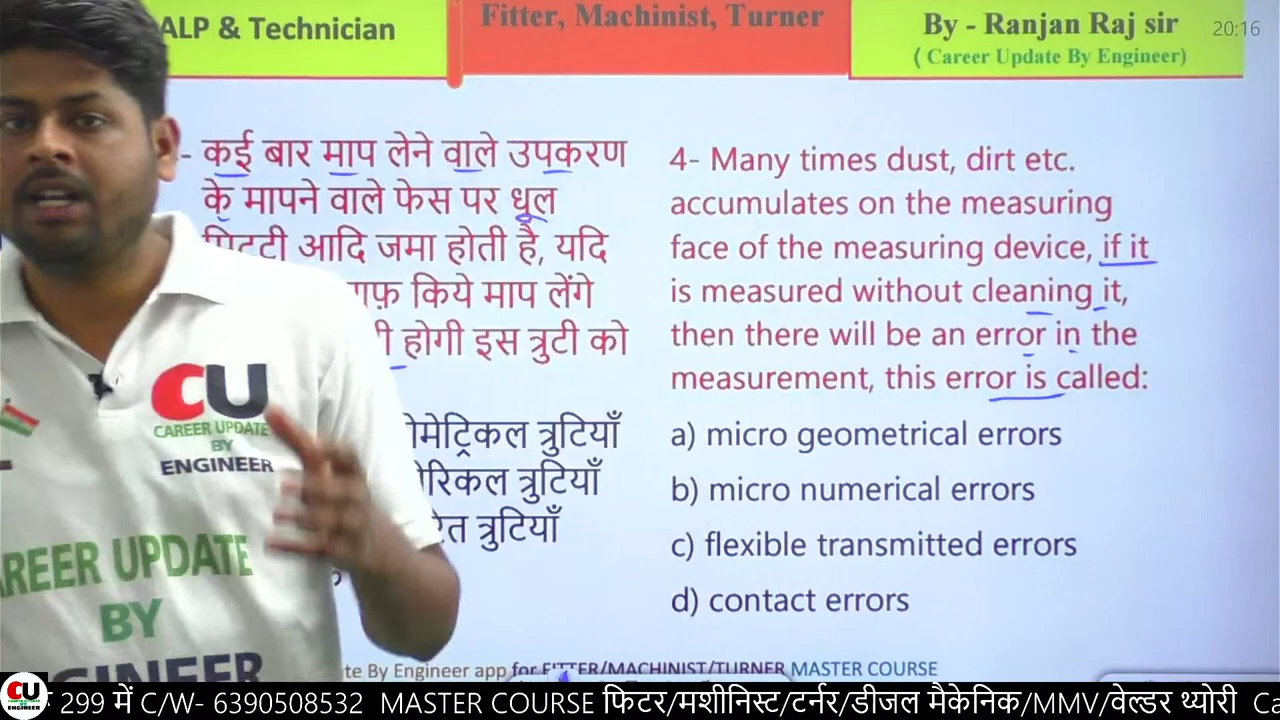 ALP & Technician
Fitter, Machinist, Turner
By - Ranjan Raj sir
( Career Update By Engineer)
20:16
- कई बार माप लेने वाले उपकरण
के मापने वाले फेस पर धूल
मिटटी आदि जमा होती है, यदि
किये माप लेंगे
होगी इस त्रुटी को
त्रुटियाँ
त्रुटियाँ
त्रुटियाँ
4- Many times dust, dirt etc.
accumulates on the measuring
face of the measuring device, if it
is measured without cleaning it,
then there will be an error in the
measurement, this error is called:
a) micro geometrical errors
b) micro numerical errors
c) flexible transmitted errors
d) contact errors
CU
CAREER UPDATE
BY
ENGINEER
CAREER UPDATE
BY
By Engineer app for FITTER/MACHINIST/TURNER MASTER COURSE
CU
299 में C/W- 6390508532 MASTER COURSE फिटर/मशीनिस्ट/टर्नर/डीजल मैकेनिक/MMV/वेल्डर थ्योरी